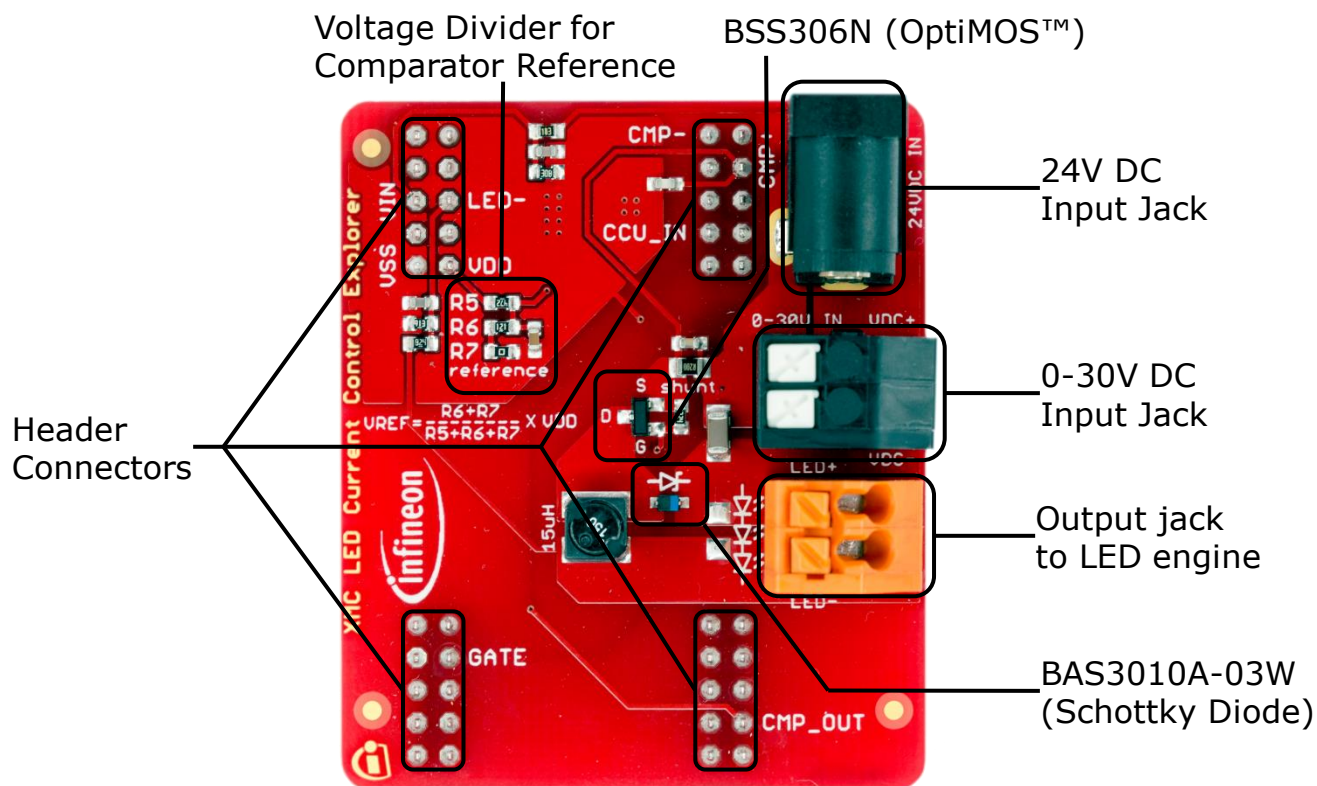 Voltage Divider for
Comparator Reference
BSS306N (OptiMOS™)
24V DC
Input Jack
0-30V DC
Input Jack
Output jack
to LED engine
BAS3010A-03W
(Schottky Diode)
Header
Connectors
XMC LED Current Control Explorer
VIN
VSS
LED-
VDD
CMP-
CMP+
CCU_IN
24VDC IN
R5
R6
R7
reference
VREF=
R6+R7
R5+R6+R7
X VDD
0-30V IN
VDC+
VDC-
S
shunt
D
G
15uH
150
LED+
LED-
infineon
GATE
CMP_OUT